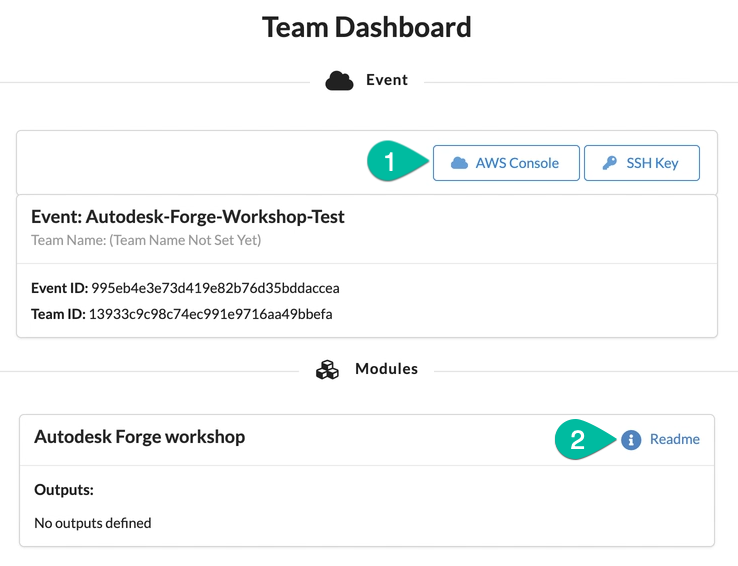 Team Dashboard
Event
1 AWS Console SSH Key
Event: Autodesk-Forge-Workshop-Test
Team Name: (Team Name Not Set Yet)
Event ID: 995eb4e3e73d419e82b76d35bddaccea
Team ID: 13933c9c98c74ec991e9716aa49bbefa
Modules
Autodesk Forge workshop 2 Readme
Outputs:
No outputs defined